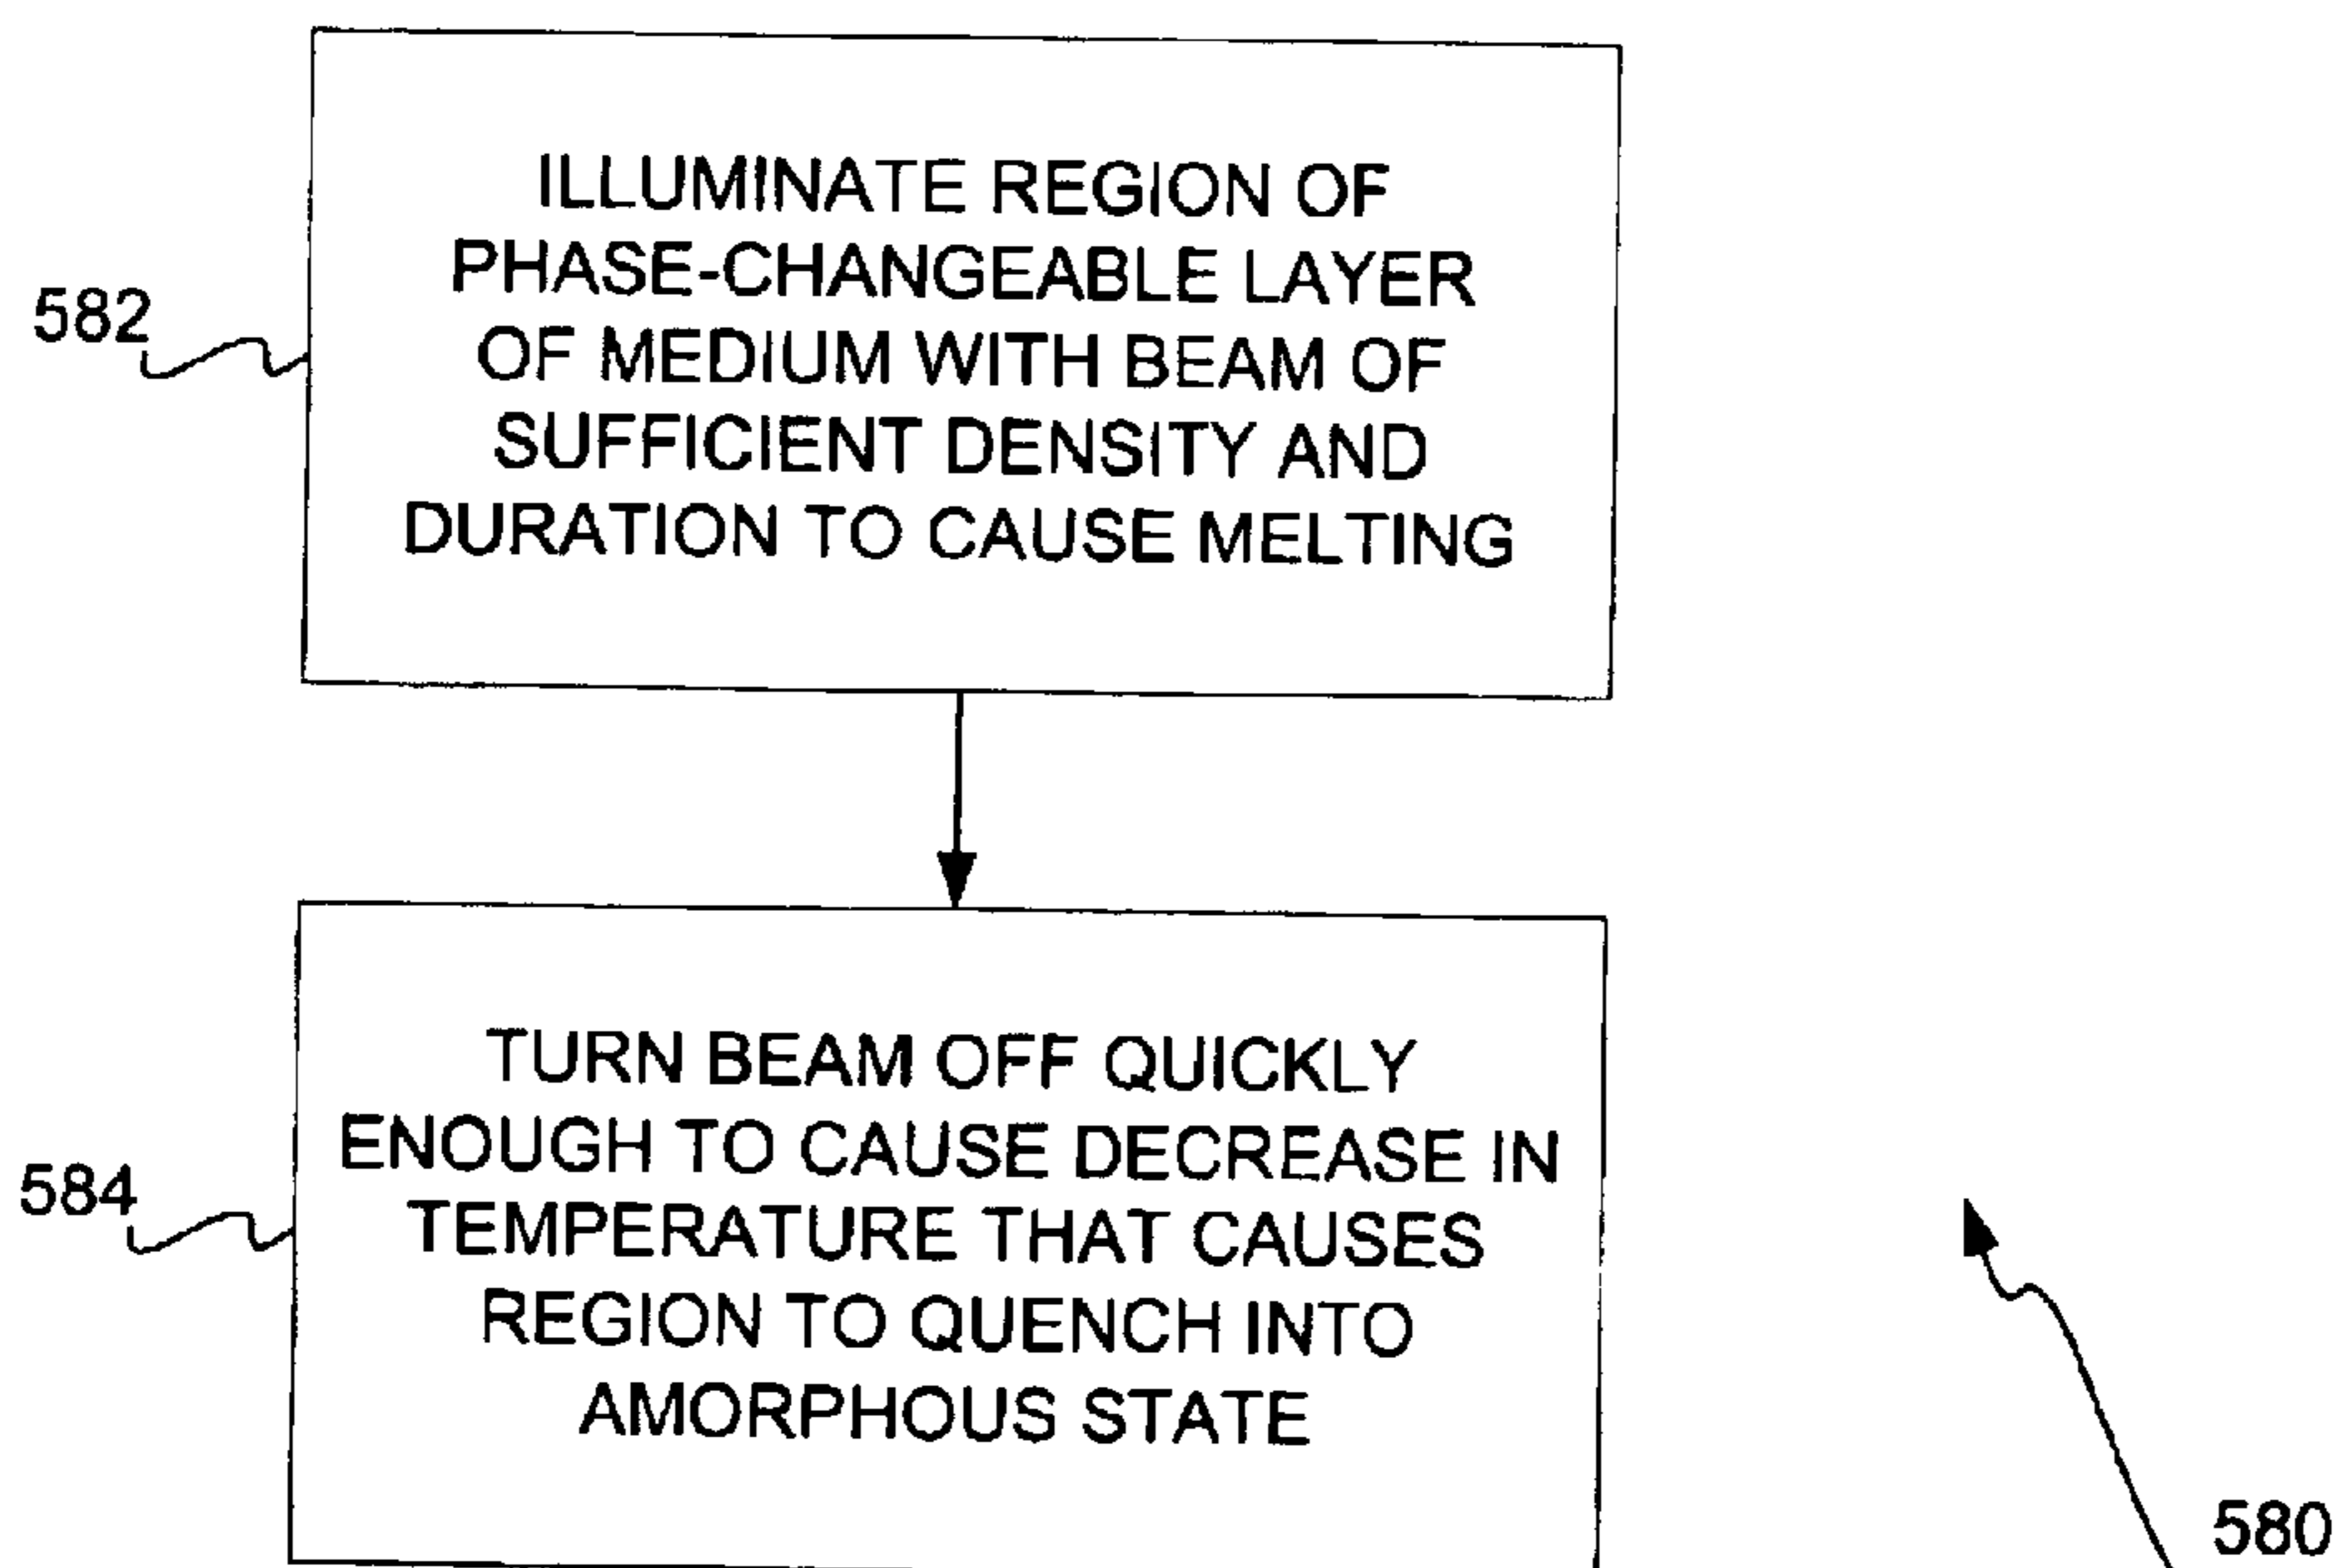 ILLUMINATE REGION OF
PHASE-CHANGEABLE LAYER
OF MEDIUM WITH BEAM OF
SUFFICIENT DENSITY AND
DURATION TO CAUSE MELTING
582
TURN BEAM OFF QUICKLY
ENOUGH TO CAUSE DECREASE IN
TEMPERATURE THAT CAUSES
REGION TO QUENCH INTO
AMORPHOUS STATE
584
580